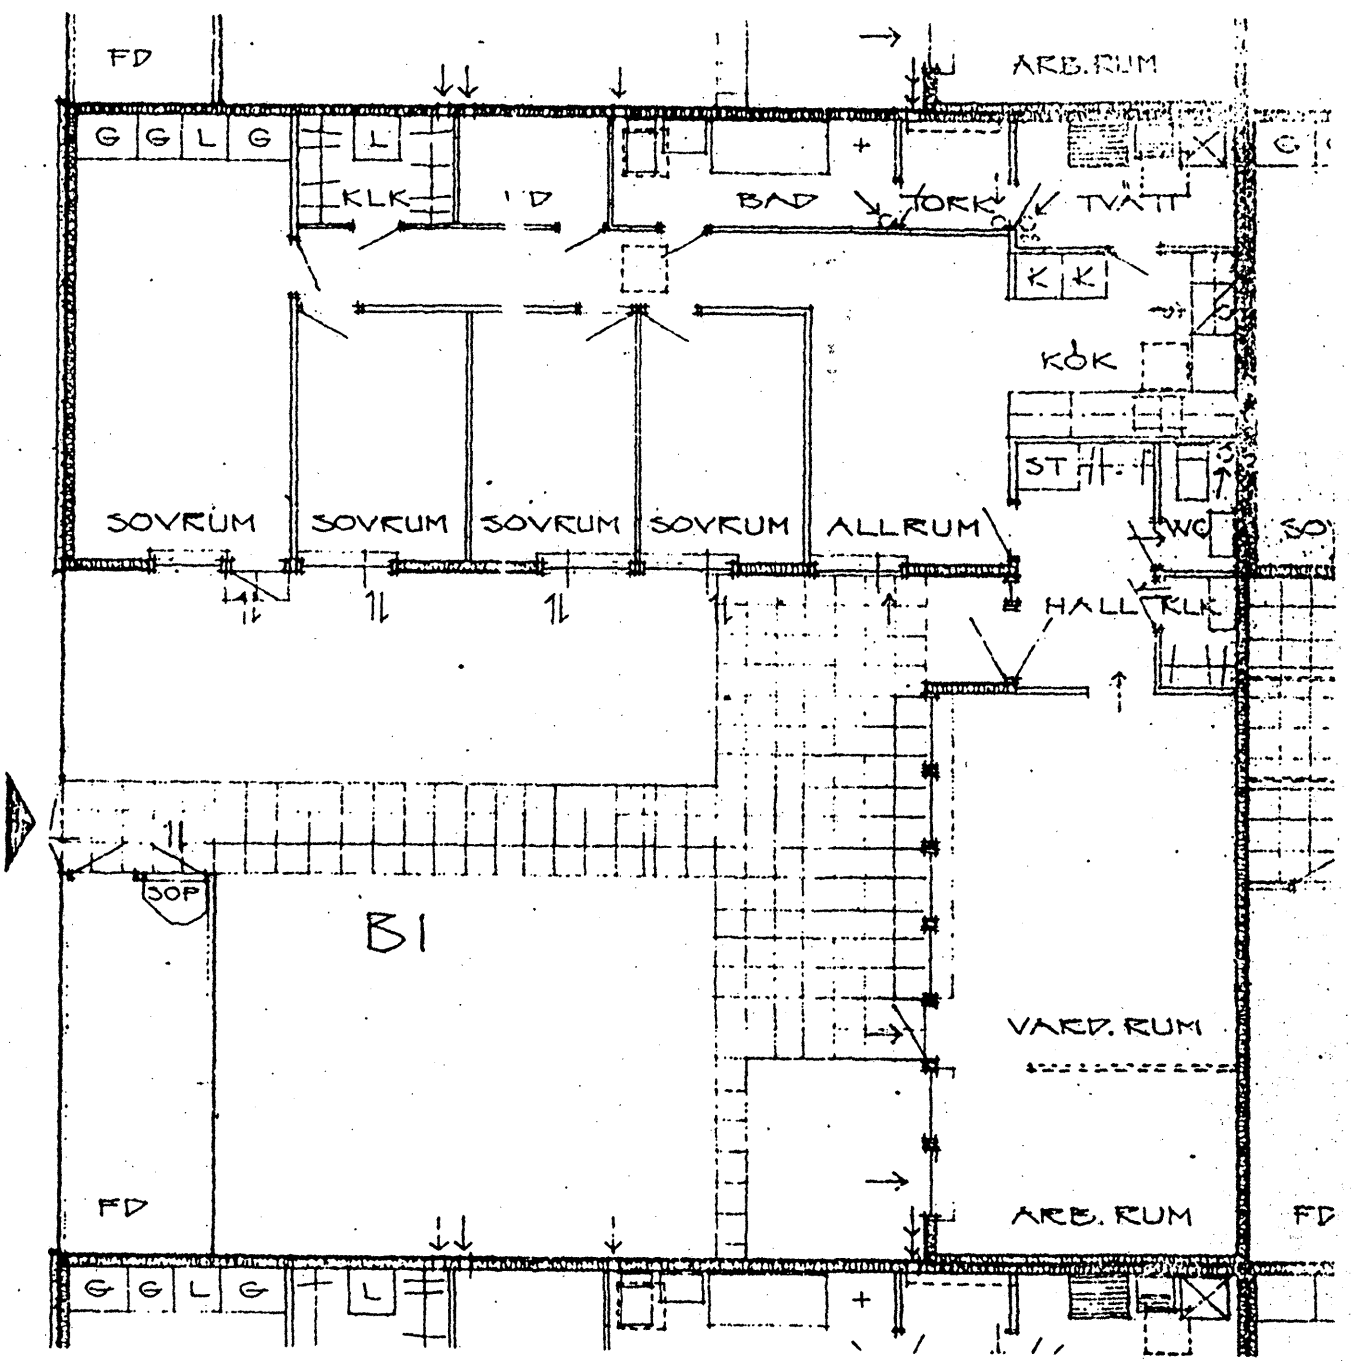 FD
ARB.RUM
G G L G
L
G
KLK
BAD
TORK
TVÄTT
K K
KÖK
ST
SOVRUM
SOVRUM
SOVRUM
SOVRUM
ALLRUM
WC
HALL
KLK
SOP
B1
VARD.RUM
FD
ARB.RUM
FD
G G L G
L